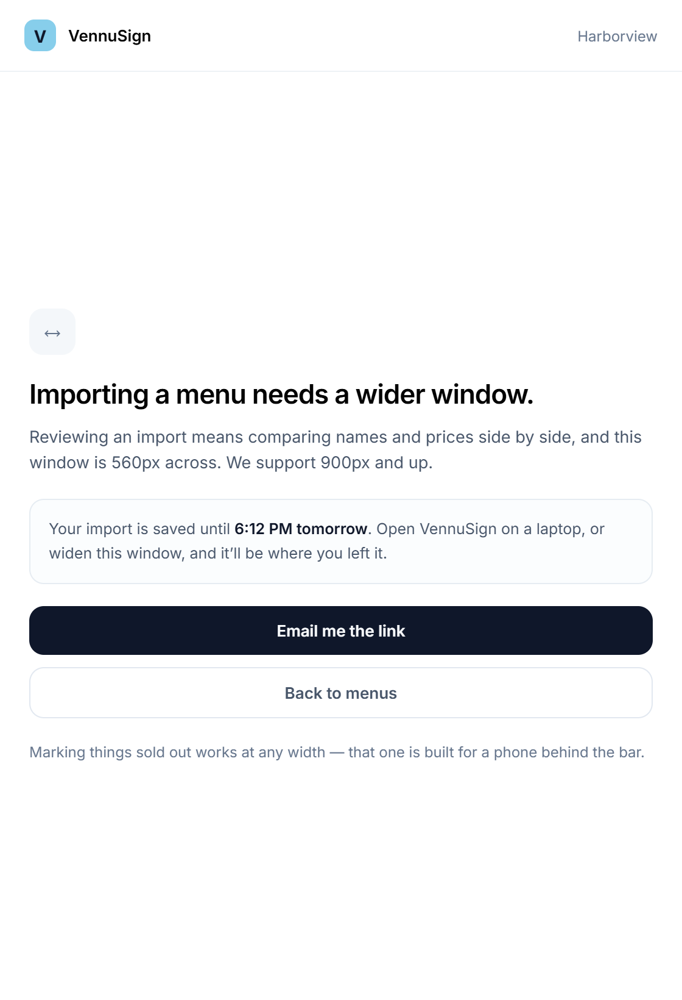 V VennuSign
Harborview
↔
Importing a menu needs a wider window.
Reviewing an import means comparing names and prices side by side, and this
window is 560px across. We support 900px and up.
Your import is saved until 6:12 PM tomorrow. Open VennuSign on a laptop, or
widen this window, and it’ll be where you left it.
Email me the link
Back to menus
Marking things sold out works at any width — that one is built for a phone behind the bar.